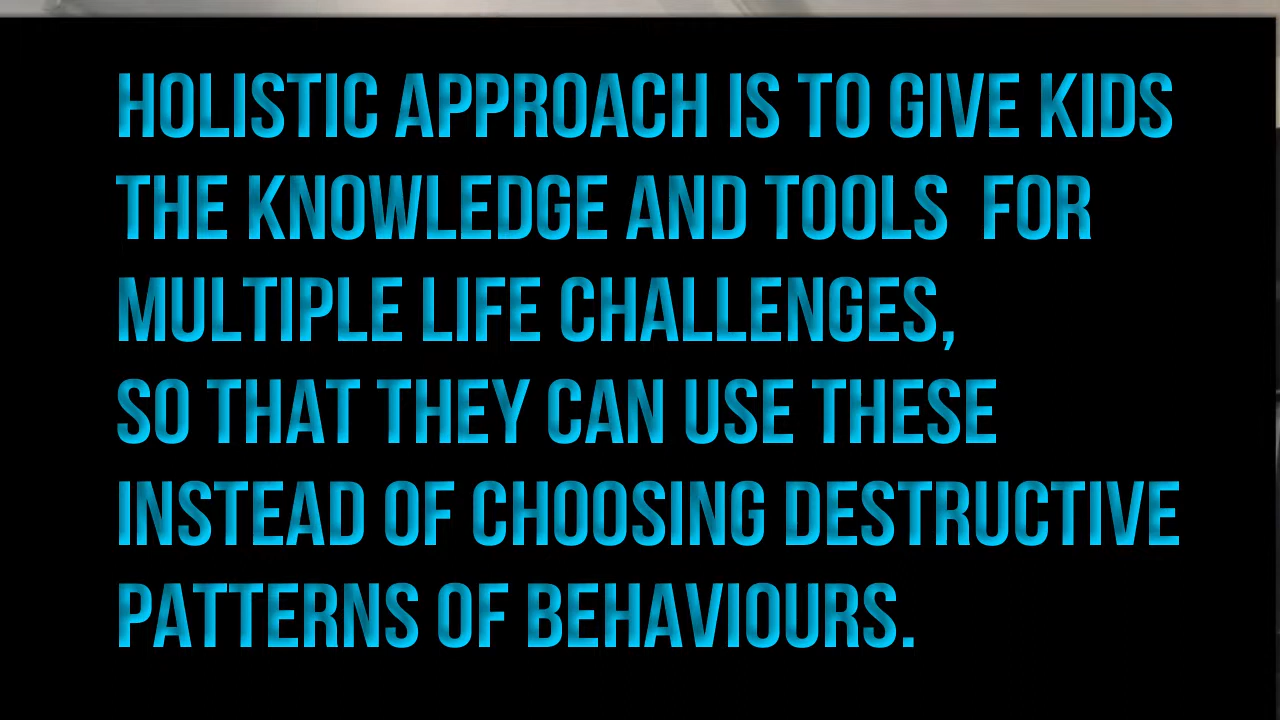 HOLISTIC APPROACH IS TO GIVE KIDS
THE KNOWLEDGE AND TOOLS  FOR
MULTIPLE LIFE CHALLENGES,
SO THAT THEY CAN USE THESE
INSTEAD OF CHOOSING DESTRUCTIVE
PATTERNS OF BEHAVIOURS.